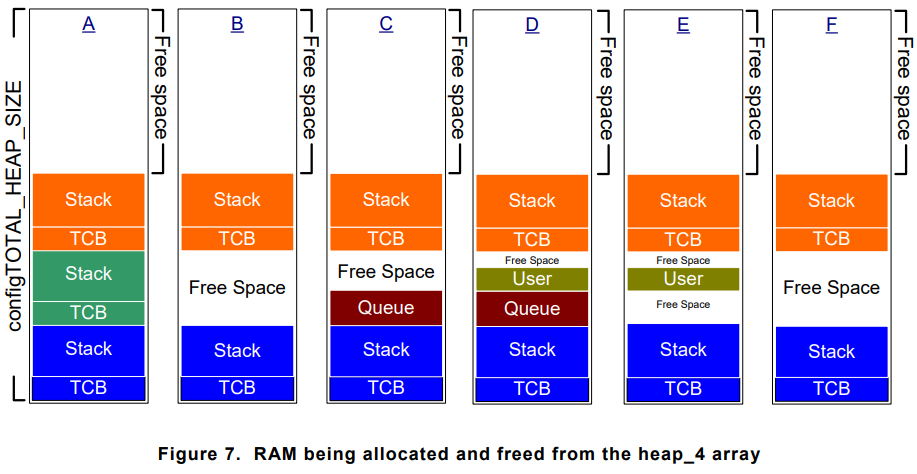 configTOTAL_HEAP_SIZE
A
Free space
Stack
TCB
Stack
TCB
Stack
TCB
B
Free space
Stack
TCB
Free Space
Stack
TCB
C
Free space
Stack
TCB
Free Space
Queue
Stack
TCB
D
Free space
Stack
TCB
Free Space
User
Queue
Stack
TCB
E
Free space
Stack
TCB
Free Space
User
Free Space
Stack
TCB
F
Free space
Stack
TCB
Free Space
Stack
TCB
Figure 7. RAM being allocated and freed from the heap_4 array